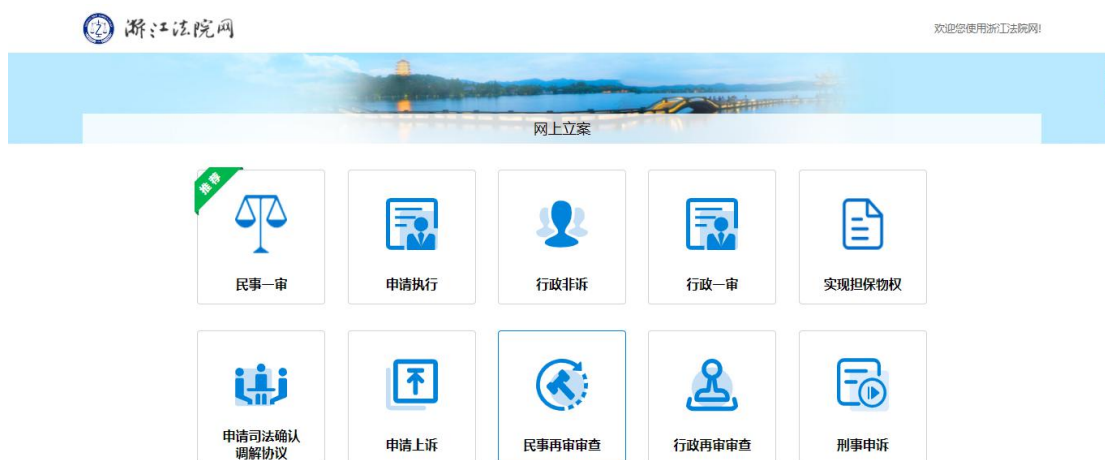 浙江法院网
欢迎您使用浙江法院网!
网上立案
推荐
民事一审
申请执行
行政非诉
行政一审
实现担保物权
申请司法确认
调解协议
申请上诉
民事再审审查
行政再审审查
刑事申诉